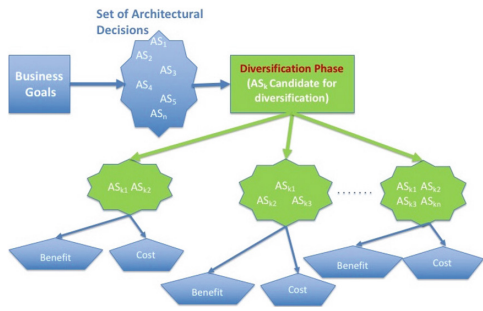 Set of Architectural
Decisions
AS1
AS2
AS3
AS4
AS5
ASn
Business
Goals
Diversification Phase
(ASk Candidate for
diversification)
ASk1 ASk2
ASk1
ASk2 ASk3
........
ASk1 ASk2
ASk3 ASkn
Benefit
Cost
Benefit
Cost
Benefit
Cost